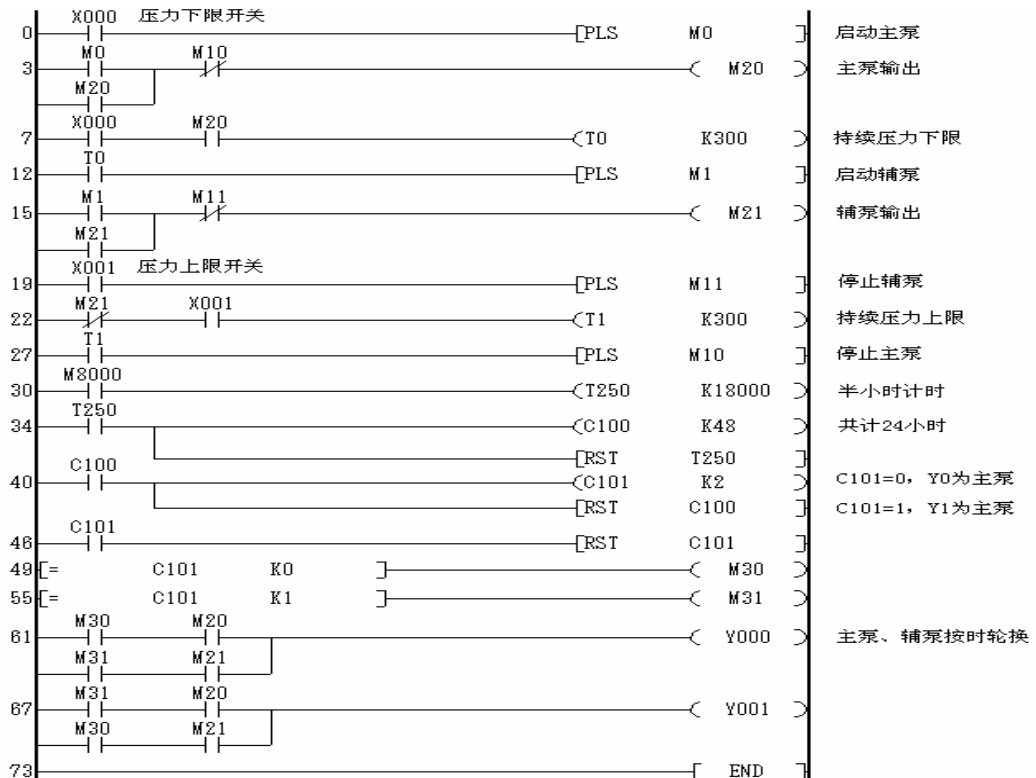 X000 压力下限开关
0 [PLS M0 ] 启动主泵
M0 M10
3 ( M20 ) 主泵输出
M20
X000 M20
7 (T0 K300 ) 持续压力下限
T0
12 [PLS M1 ] 启动辅泵
M1 M11
15 ( M21 ) 辅泵输出
M21
X001 压力上限开关
19 [PLS M11 ] 停止辅泵
M21 X001
22 (T1 K300 ) 持续压力上限
T1
27 [PLS M10 ] 停止主泵
M8000
30 (T250 K18000 ) 半小时计时
T250
34 (C100 K48 ) 共计24小时
[RST T250 ]
C100
40 (C101 K2 ) C101=0，Y0为主泵
[RST C100 ] C101=1，Y1为主泵
C101
46 [RST C101 ]
49 [= C101 K0 ] ( M30 )
55 [= C101 K1 ] ( M31 )
M30 M20
61 ( Y000 ) 主泵、辅泵按时轮换
M31 M21
M31 M20
67 ( Y001 )
M30 M21
73 [ END ]